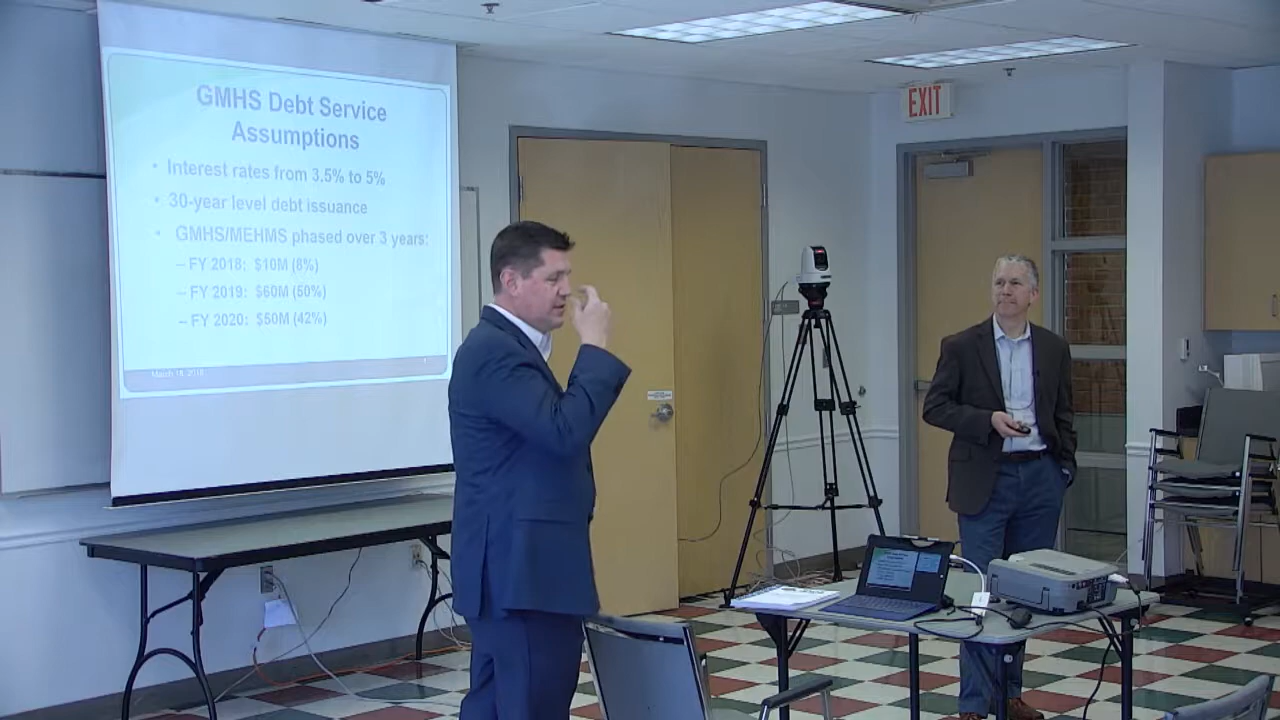 GMHS Debt Service
Assumptions
• Interest rates from 3.5% to 5%
• 30-year level debt issuance
• GMHS/MEHMS phased over 3 years:
– FY 2018: $10M (8%)
– FY 2019: $60M (50%)
– FY 2020: $50M (42%)
EXIT